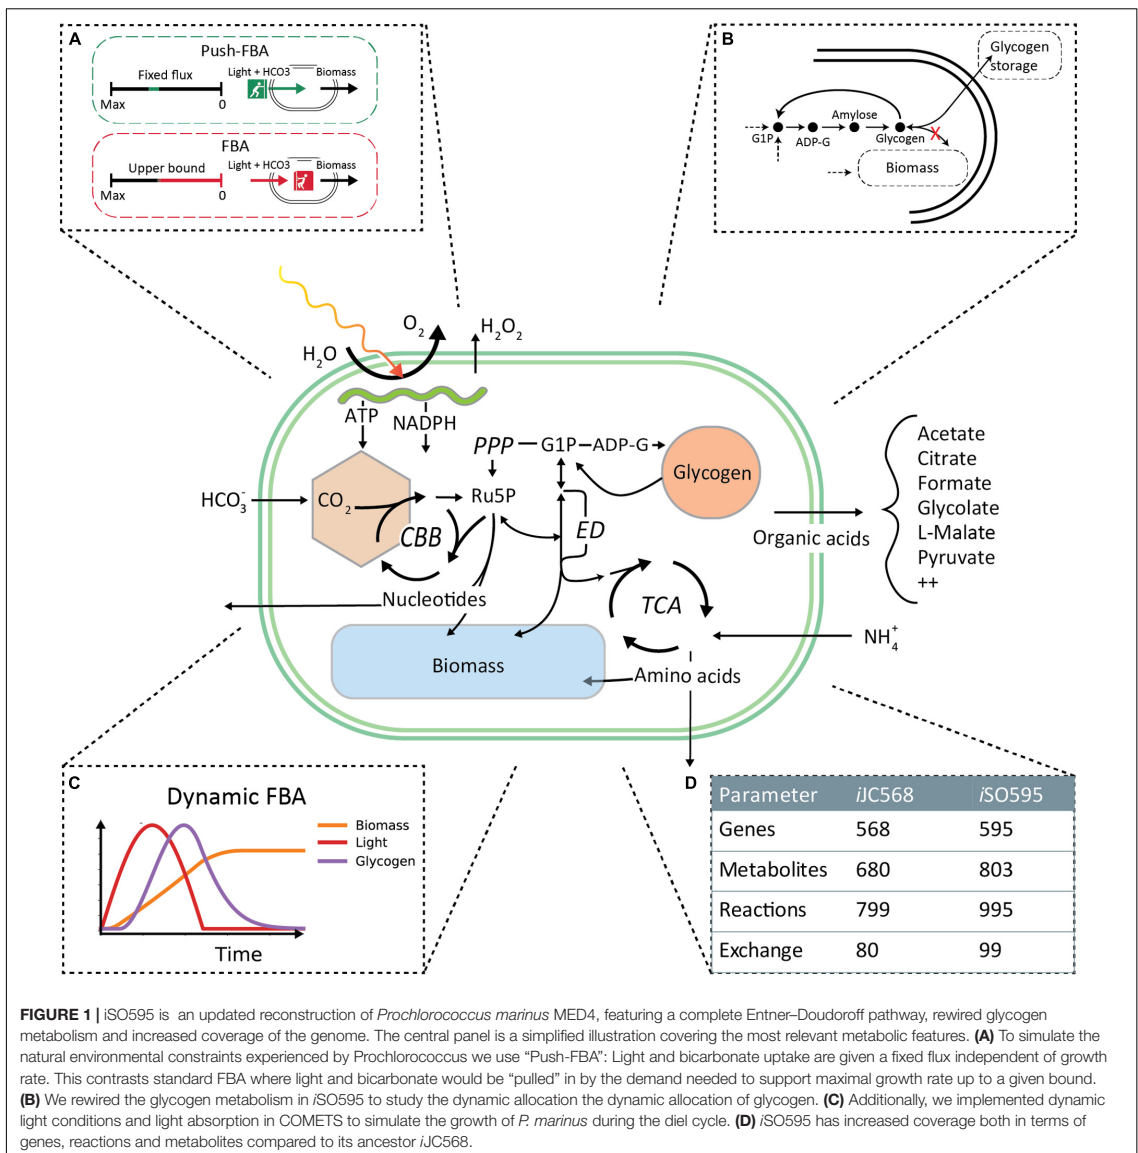 A
Push-FBA
Fixed flux
Light + HCO3
Biomass
Max
0
FBA
Upper bound
Light + HCO3
Biomass
Max
0
B
Glycogen
storage
Amylose
G1P
ADP-G
Glycogen
Biomass
O₂
H₂O₂
H₂O
ATP
NADPH
PPP
G1P
ADP-G
Glycogen
HCO₃⁻
CO₂
Ru5P
CBB
ED
TCA
Nucleotides
Biomass
Amino acids
NH₄⁺
Organic acids
Acetate
Citrate
Formate
Glycolate
L-Malate
Pyruvate
++
C
Dynamic FBA
Biomass
Light
Glycogen
Time
D
Parameter iJC568 iSO595
Genes 568 595
Metabolites 680 803
Reactions 799 995
Exchange 80 99
FIGURE 1 | iSO595 is an updated reconstruction of Prochlorococcus marinus MED4, featuring a complete Entner–Doudoroff pathway, rewired glycogen
metabolism and increased coverage of the genome. The central panel is a simplified illustration covering the most relevant metabolic features. (A) To simulate the
natural environmental constraints experienced by Prochlorococcus we use “Push-FBA”: Light and bicarbonate uptake are given a fixed flux independent of growth
rate. This contrasts standard FBA where light and bicarbonate would be “pulled” in by the demand needed to support maximal growth rate up to a given bound.
(B) We rewired the glycogen metabolism in iSO595 to study the dynamic allocation the dynamic allocation of glycogen. (C) Additionally, we implemented dynamic
light conditions and light absorption in COMETS to simulate the growth of P. marinus during the diel cycle. (D) iSO595 has increased coverage both in terms of
genes, reactions and metabolites compared to its ancestor iJC568.